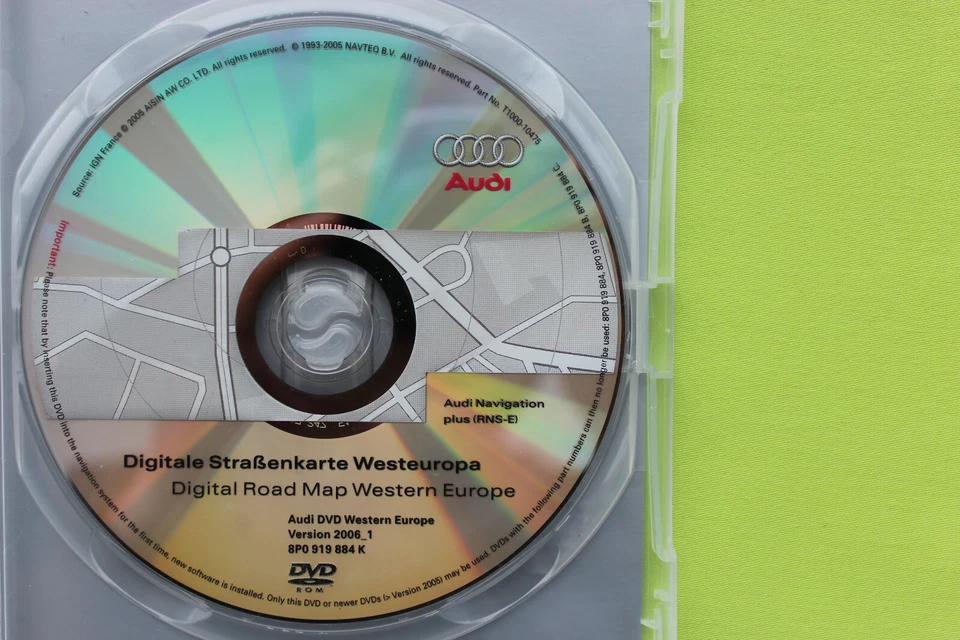 Source: IGN France © 2005 AISIN AW CO. LTD. All rights reserved. © 1993-2005 NAVTEQ B.V. All rights reserved. Part No. T1000-10475
Audi
Important: Please note that by inserting this DVD into the navigation system for the first time, new software is installed. Only this DVD or newer DVDs (> Version 2005) may be used. DVDs with the following part numbers can then no longer be used: 8P0 919 884, 8P0 919 884 B, 8P0 919 884 C.
Audi Navigation
plus (RNS-E)
Digitale Straßenkarte Westeuropa
Digital Road Map Western Europe
Audi DVD Western Europe
Version 2006_1
8P0 919 884 K
DVD
ROM